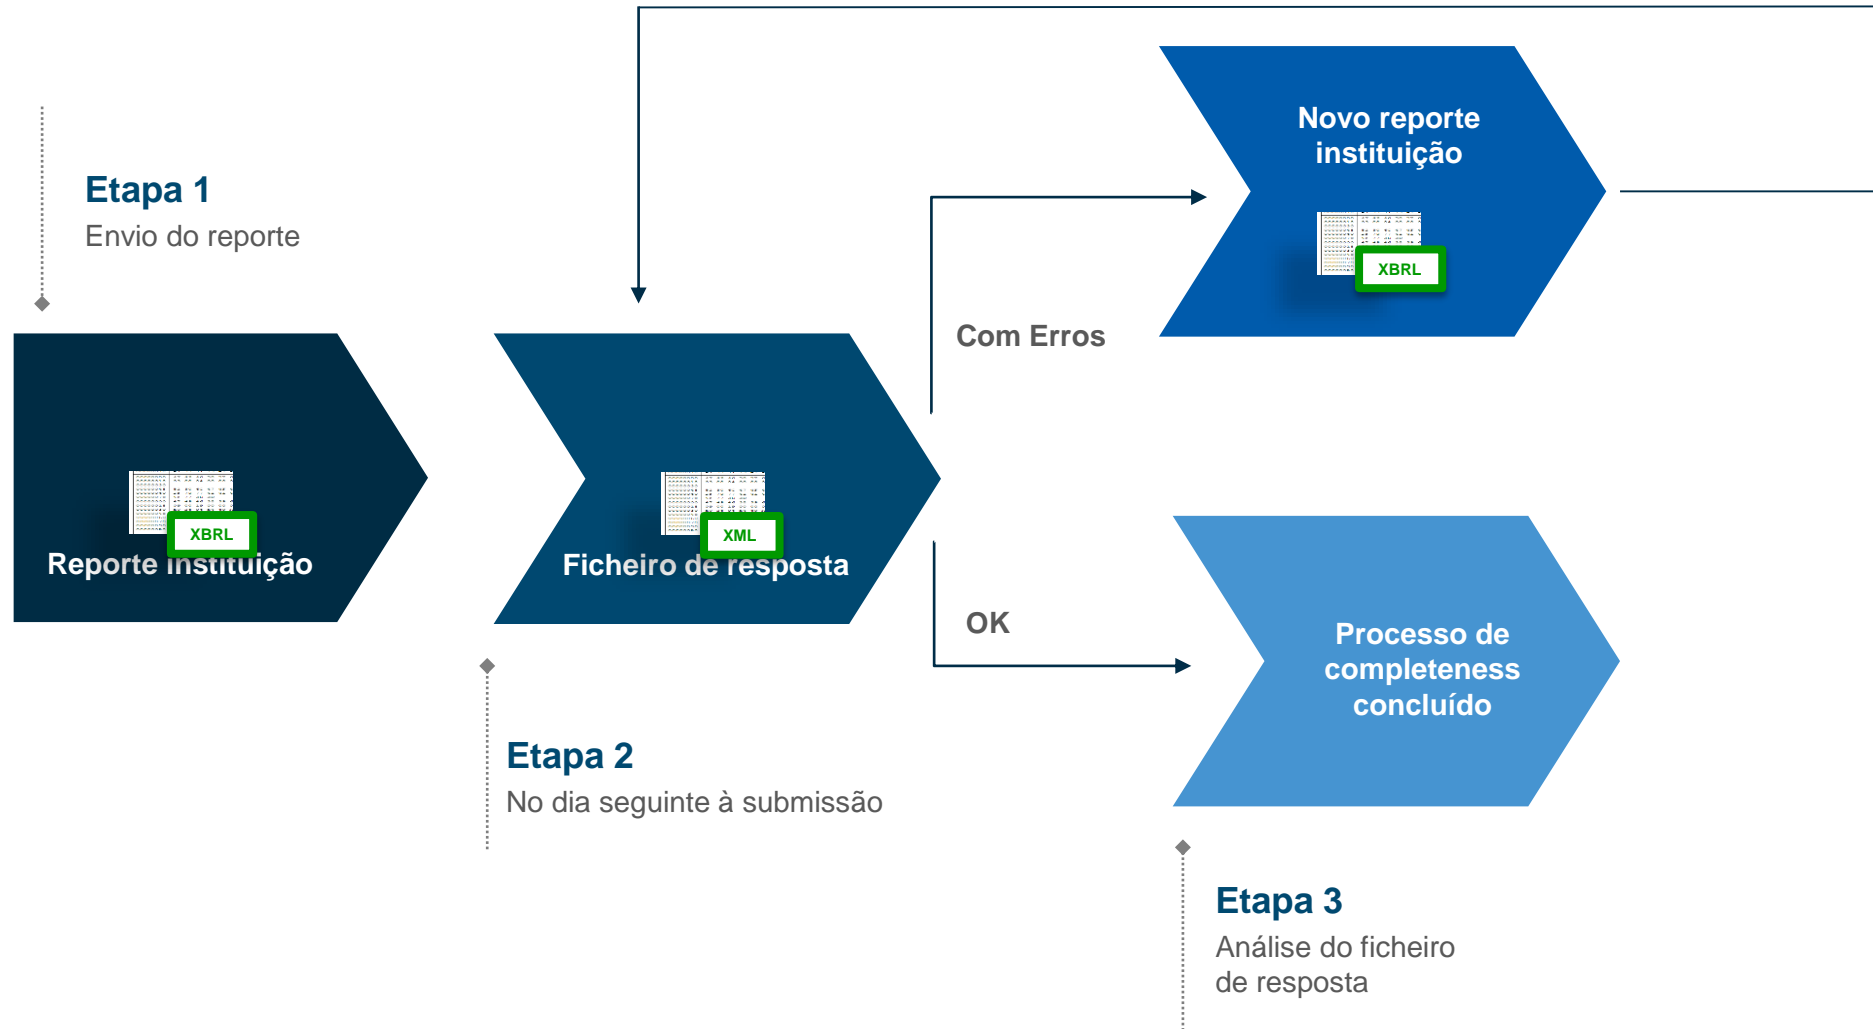 Etapa 1
Envio do reporte
XBRL
Reporte instituição
XML
Ficheiro de resposta
Etapa 2
No dia seguinte à submissão
Com Erros
Novo reporte
instituição
XBRL
OK
Processo de
completeness
concluído
Etapa 3
Análise do ficheiro
de resposta